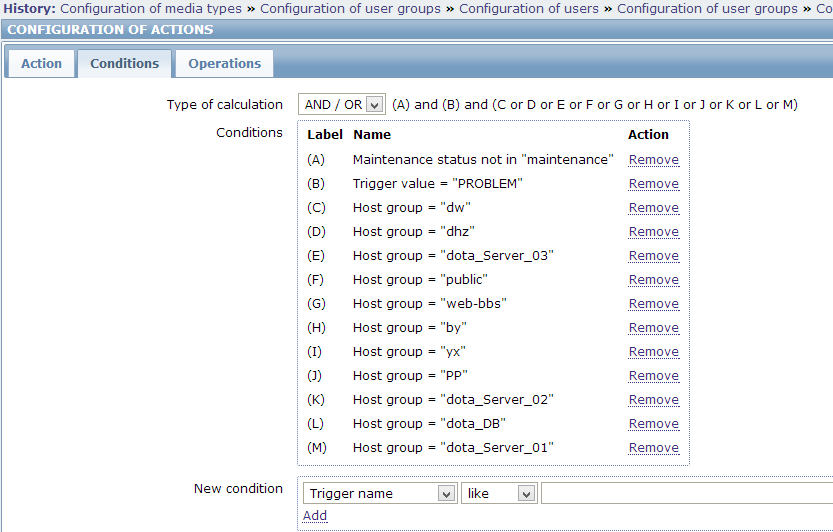 History: Configuration of media types » Configuration of user groups » Configuration of users » Configuration of user groups » Co
CONFIGURATION OF ACTIONS
Action Conditions Operations
Type of calculation AND / OR (A) and (B) and (C or D or E or F or G or H or I or J or K or L or M)
Conditions Label Name Action
(A) Maintenance status not in "maintenance" Remove
(B) Trigger value = "PROBLEM" Remove
(C) Host group = "dw" Remove
(D) Host group = "dhz" Remove
(E) Host group = "dota_Server_03" Remove
(F) Host group = "public" Remove
(G) Host group = "web-bbs" Remove
(H) Host group = "by" Remove
(I) Host group = "yx" Remove
(J) Host group = "PP" Remove
(K) Host group = "dota_Server_02" Remove
(L) Host group = "dota_DB" Remove
(M) Host group = "dota_Server_01" Remove
New condition Trigger name like
Add